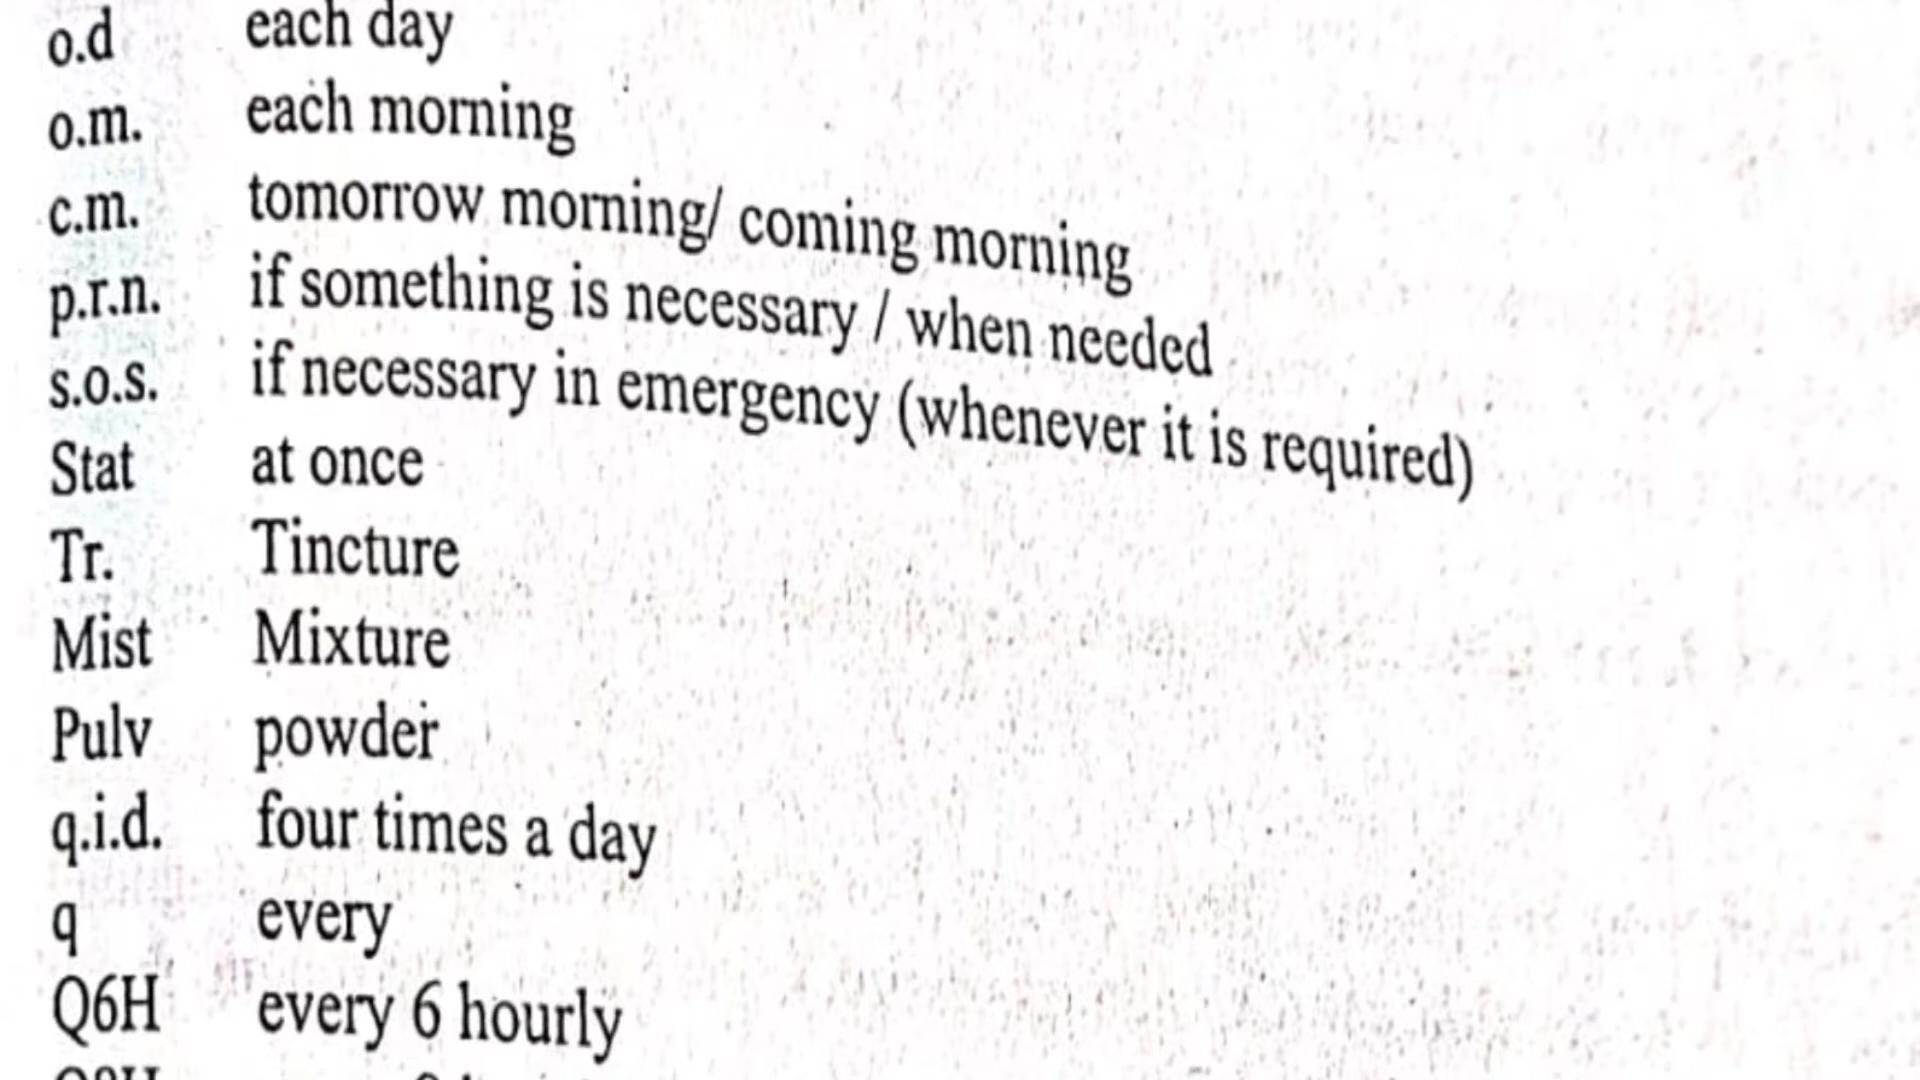 o.d each day
o.m. each morning
c.m. tomorrow morning/ coming morning
p.r.n. if something is necessary / when needed
s.o.s. if necessary in emergency (whenever it is required)
Stat at once
Tr. Tincture
Mist Mixture
Pulv powder
q.i.d. four times a day
q every
Q6H every 6 hourly